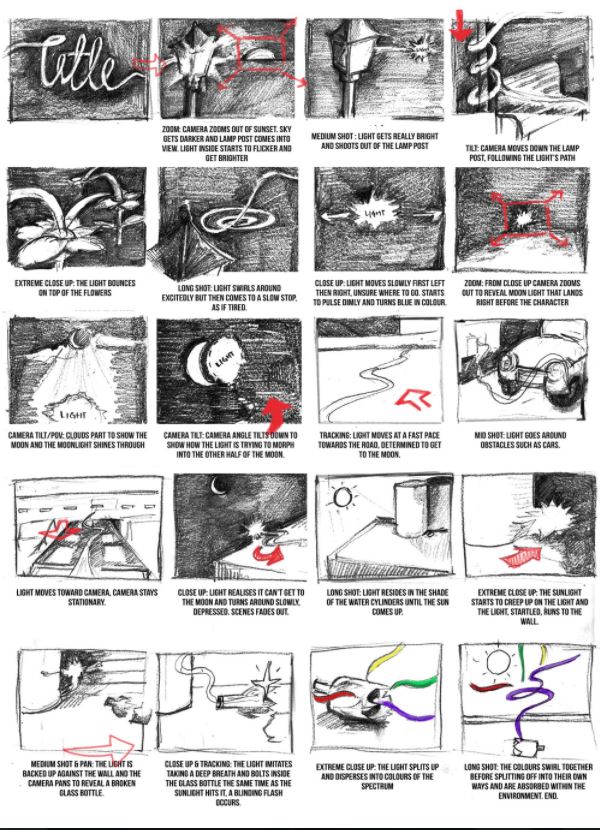 Title
ZOOM: CAMERA ZOOMS OUT OF SUNSET. SKY
GETS DARKER AND LAMP POST COMES INTO
VIEW. LIGHT INSIDE STARTS TO FLICKER AND
GET BRIGHTER
LIGHT
MEDIUM SHOT : LIGHT GETS REALLY BRIGHT
AND SHOOTS OUT OF THE LAMP POST
TILT: CAMERA MOVES DOWN THE LAMP
POST, FOLLOWING THE LIGHT'S PATH
EXTREME CLOSE UP: THE LIGHT BOUNCES
ON TOP OF THE FLOWERS
LONG SHOT: LIGHT SWIRLS AROUND
EXCITEDLY BUT THEN COMES TO A SLOW STOP,
AS IF TIRED.
LIGHT
CLOSE UP: LIGHT MOVES SLOWLY FIRST LEFT
THEN RIGHT, UNSURE WHERE TO GO. STARTS
TO PULSE DIMLY AND TURNS BLUE IN COLOUR.
ZOOM: FROM CLOSE UP CAMERA ZOOMS
OUT TO REVEAL MOON LIGHT THAT LANDS
RIGHT BEFORE THE CHARACTER
LIGHT
CAMERA TILT/POV: CLOUDS PART TO SHOW THE
MOON AND THE MOONLIGHT SHINES THROUGH
LIGHT
CAMERA TILT: CAMERA ANGLE TILTS DOWN TO
SHOW HOW THE LIGHT IS TRYING TO MORPH
INTO THE OTHER HALF OF THE MOON.
TRACKING: LIGHT MOVES AT A FAST PACE
TOWARDS THE ROAD, DETERMINED TO GET
TO THE MOON.
MID SHOT: LIGHT GOES AROUND
OBSTACLES SUCH AS CARS.
LIGHT MOVES TOWARD CAMERA, CAMERA STAYS
STATIONARY.
CLOSE UP: LIGHT REALISES IT CAN'T GET TO
THE MOON AND TURNS AROUND SLOWLY,
DEPRESSED. SCENES FADES OUT.
LONG SHOT: LIGHT RESIDES IN THE SHADE
OF THE WATER CYLINDERS UNTIL THE SUN
COMES UP.
EXTREME CLOSE UP: THE SUNLIGHT
STARTS TO CREEP UP ON THE LIGHT AND
THE LIGHT, STARTLED, RUNS TO THE
WALL.
MEDIUM SHOT & PAN: THE LIGHT IS
BACKED UP AGAINST THE WALL AND THE
CAMERA PANS TO REVEAL A BROKEN
GLASS BOTTLE.
CLOSE UP & TRACKING: THE LIGHT IMITATES
TAKING A DEEP BREATH AND BOLTS INSIDE
THE GLASS BOTTLE THE SAME TIME AS THE
SUNLIGHT HITS IT, A BLINDING FLASH
OCCURS.
EXTREME CLOSE UP: THE LIGHT SPLITS UP
AND DISPERSES INTO COLOURS OF THE
SPECTRUM
LONG SHOT: THE COLOURS SWIRL TOGETHER
BEFORE SPLITTING OFF INTO THEIR OWN
WAYS AND ARE ABSORBED WITHIN THE
ENVIRONMENT. END.